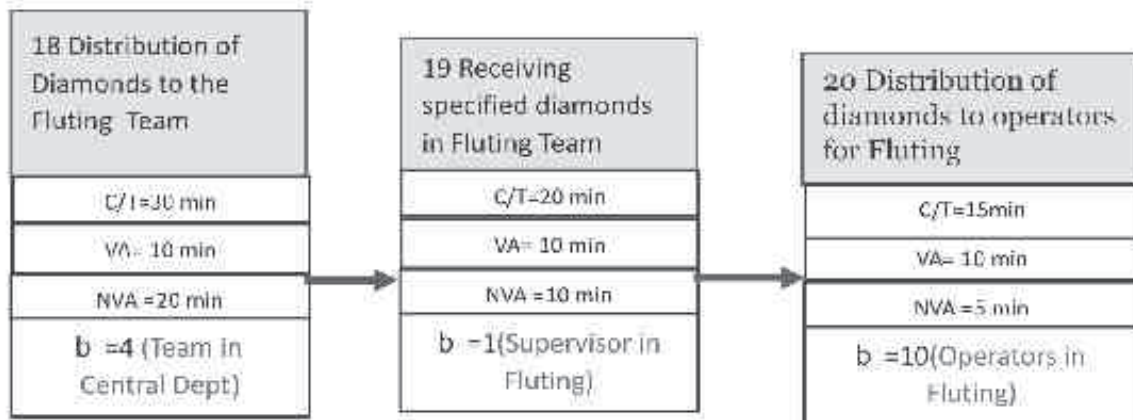 18 Distribution of
Diamonds to the
Fluting Team
C/T=30 min
VA= 10 min
NVA =20 min
b =4 (Team in
Central Dept)
19 Receiving
specified diamonds
in Fluting Team
C/T=20 min
VA= 10 min
NVA =10 min
b =1(Supervisor in
Fluting)
20 Distribution of
diamonds to operators
for Fluting
C/T=15min
VA= 10 min
NVA =5 min
b =10(Operators in
Fluting)